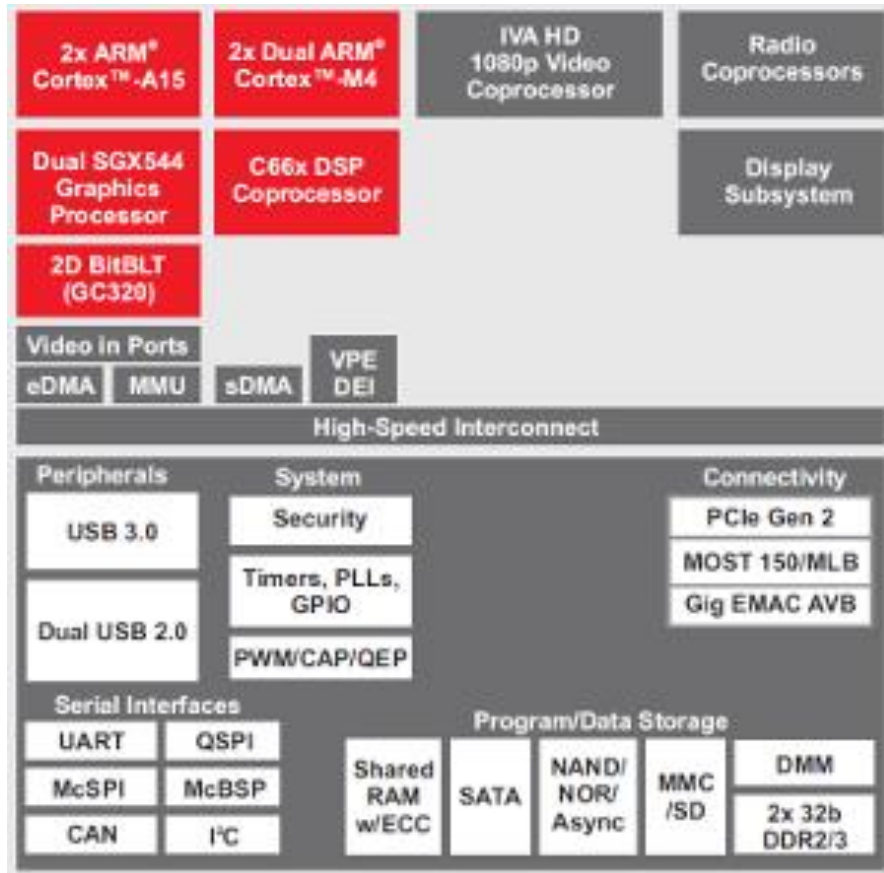 2x ARM®
Cortex™-A15
2x Dual ARM®
Cortex™-M4
IVA HD
1080p Video
Coprocessor
Radio
Coprocessors
Dual SGX544
Graphics
Processor
C66x DSP
Coprocessor
Display
Subsystem
2D BitBLT
(GC320)
Video in Ports
eDMA
MMU
sDMA
VPE
DEI
High-Speed Interconnect
Peripherals
USB 3.0
Dual USB 2.0
System
Security
Timers, PLLs,
GPIO
PWM/CAP/QEP
Connectivity
PCIe Gen 2
MOST 150/MLB
Gig EMAC AVB
Serial Interfaces
UART
QSPI
McSPI
McBSP
CAN
I²C
Program/Data Storage
Shared
RAM
w/ECC
SATA
NAND/
NOR/
Async
MMC
/SD
DMM
2x 32b
DDR2/3